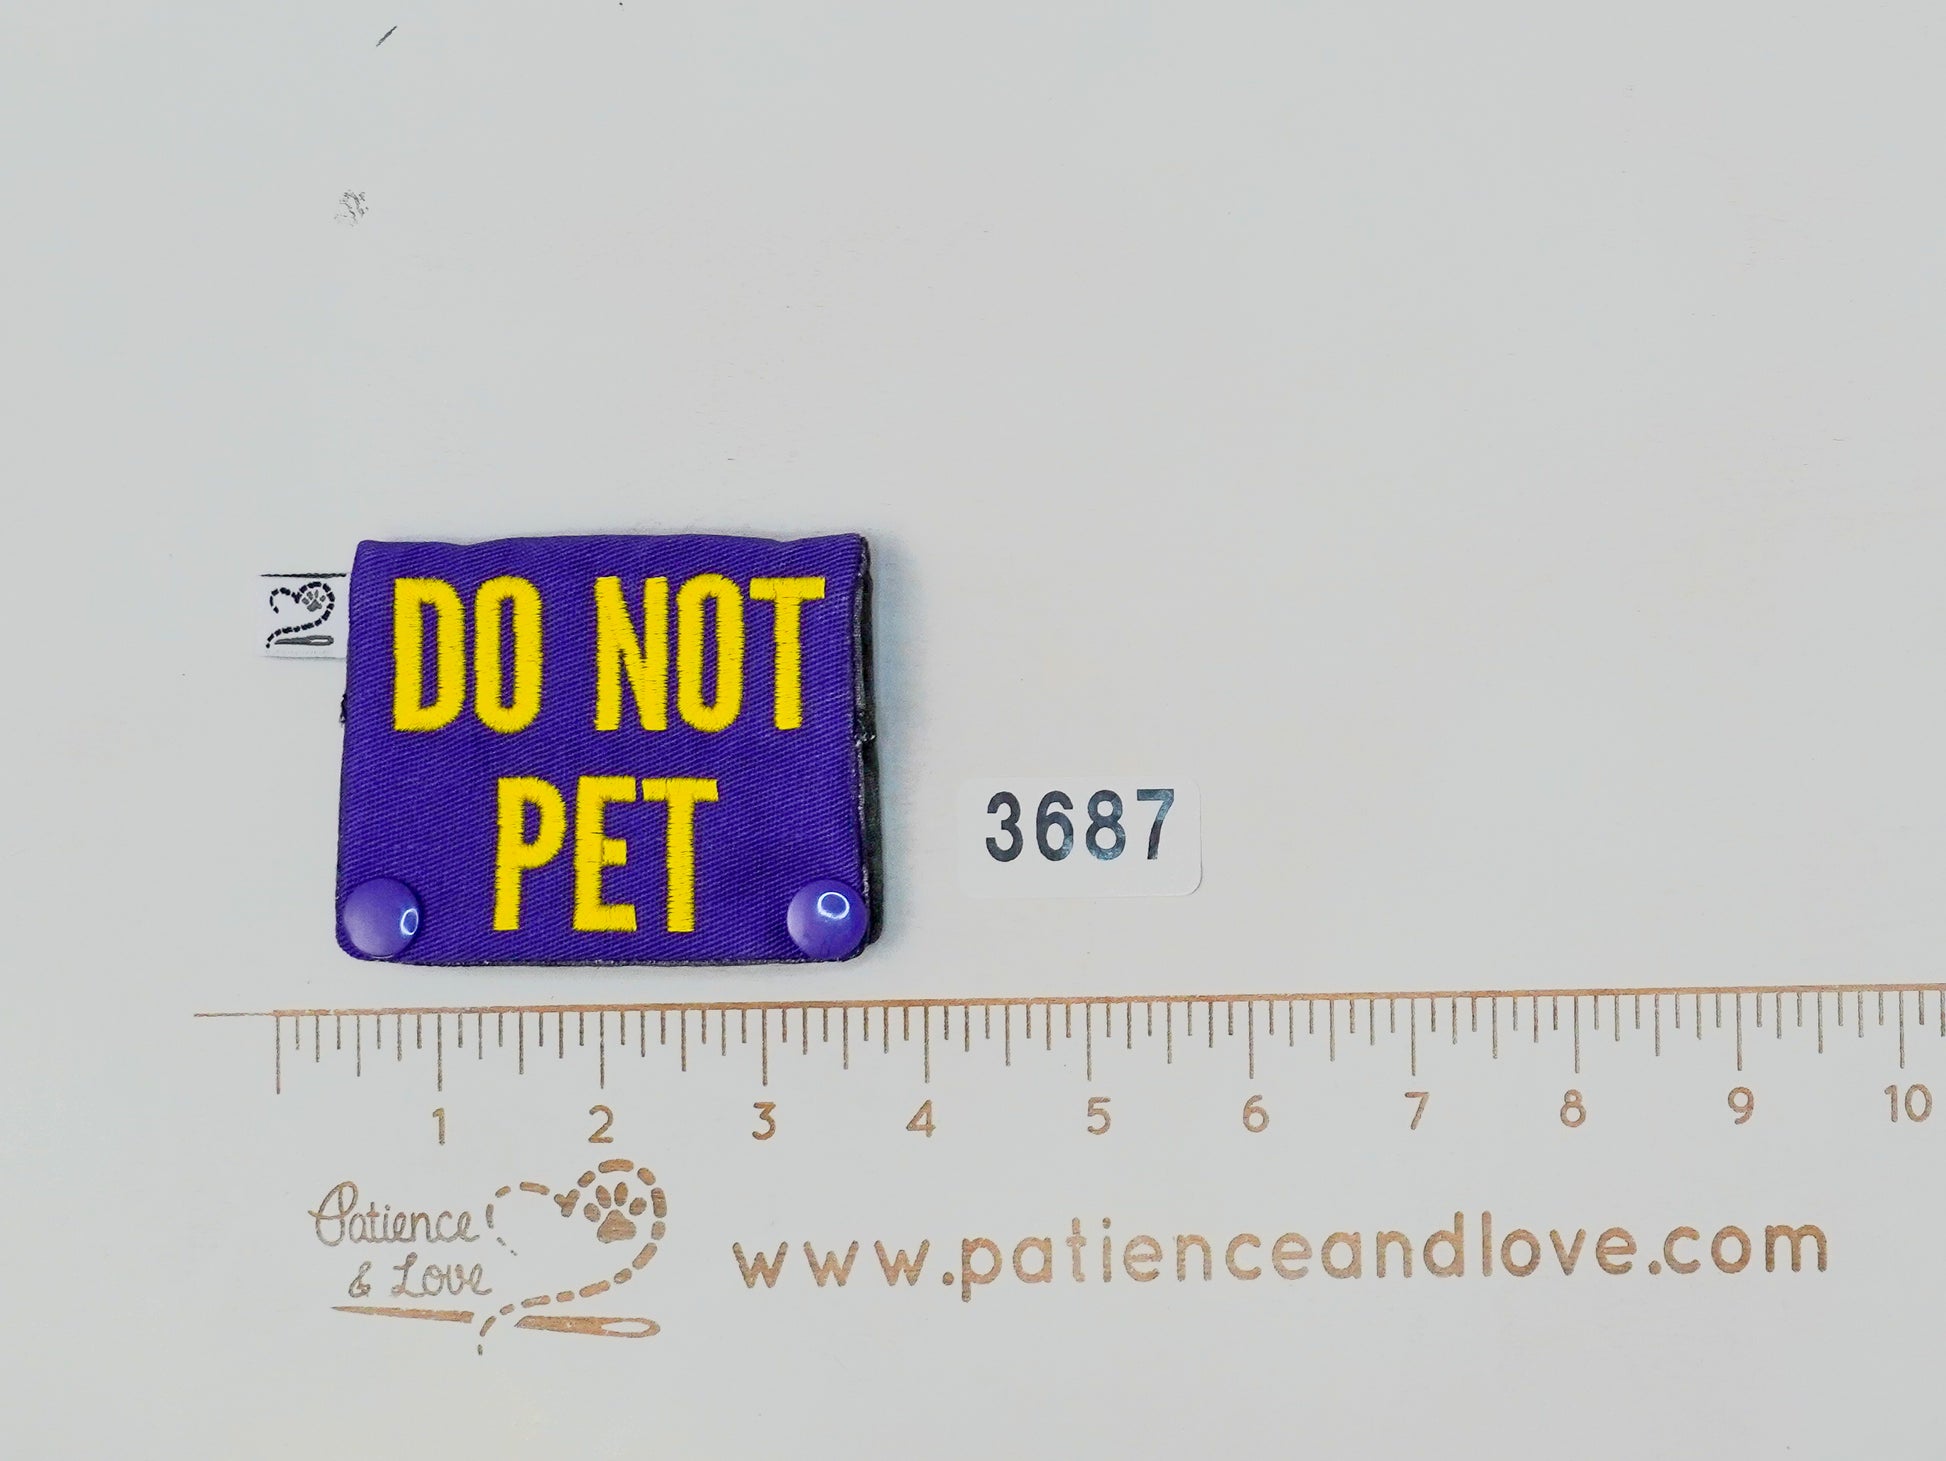 DO NOT
PET
3687
1 2 3 4 5 6 7 8 9 10
Patience
& Love
www.patienceandlove.com